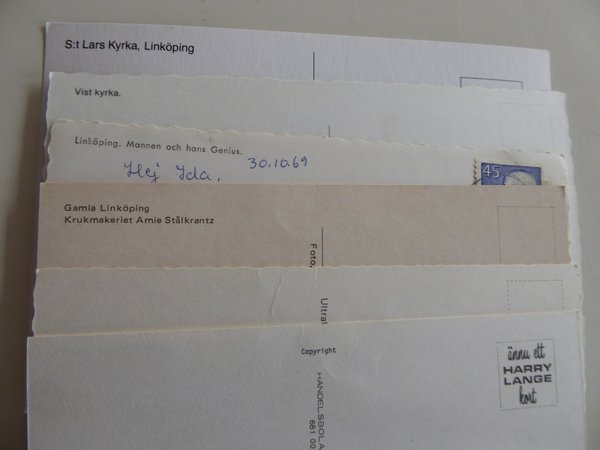 S:t Lars Kyrka, Linköping
Vist kyrka.
Linköping. Mannen och hans Genius.
Hej Ida,
30.10.69
45
Gamla Linköping
Krukmakeriet Amie Stålkrantz
Foto,
Ultral
Copyright
HANDELSBOLA
681 00
ännu ett
HARRY
LANGE
kort